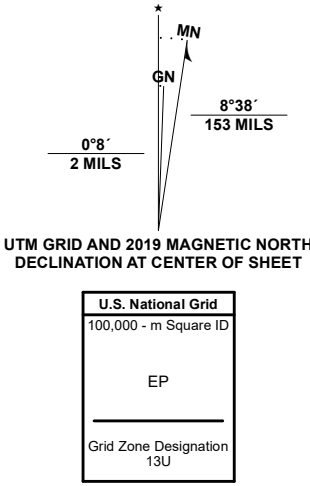 ★
MN
GN
8°38´
153 MILS
0°8´
2 MILS
UTM GRID AND 2019 MAGNETIC NORTH
DECLINATION AT CENTER OF SHEET
U.S. National Grid
100,000 - m Square ID
EP
Grid Zone Designation
13U